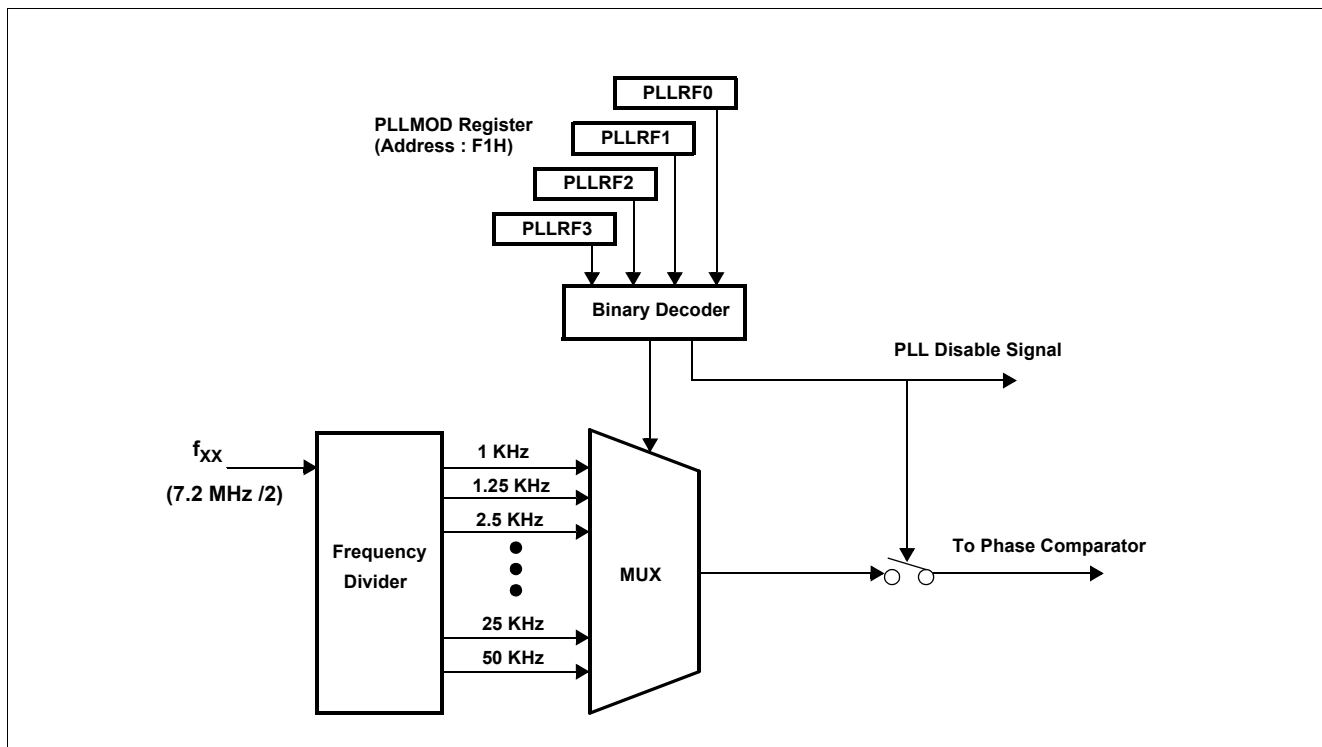 PLLRF0
PLLMOD Register
(Address : F1H)
PLLRF1
PLLRF2
PLLRF3
Binary Decoder
PLL Disable Signal
fXX
(7.2 MHz /2)
Frequency
Divider
1 KHz
1.25 KHz
2.5 KHz
25 KHz
50 KHz
MUX
To Phase Comparator